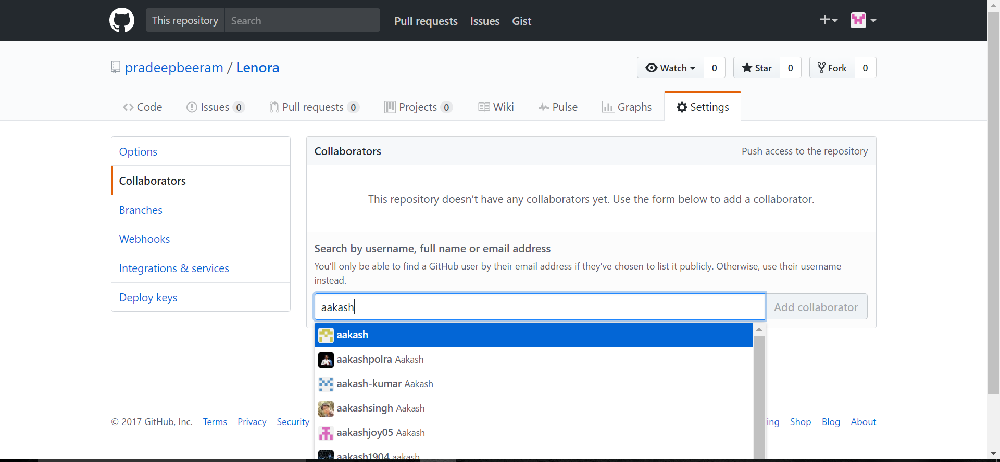 This repository Search Pull requests Issues Gist
pradeepbeeram / Lenora
Watch 0 Star 0 Fork 0
Code Issues 0 Pull requests 0 Projects 0 Wiki Pulse Graphs Settings
Options
Collaborators
Branches
Webhooks
Integrations & services
Deploy keys
Collaborators Push access to the repository
This repository doesn’t have any collaborators yet. Use the form below to add a collaborator.
Search by username, full name or email address
You'll only be able to find a GitHub user by their email address if they've chosen to list it publicly. Otherwise, use their username
instead.
aakash Add collaborator
aakash
aakashpolra Aakash
aakash-kumar Aakash
aakashsingh Aakash
aakashjoy05 Aakash
aakash1904 aakash
© 2017 GitHub, Inc. Terms Privacy Security Shop Blog About